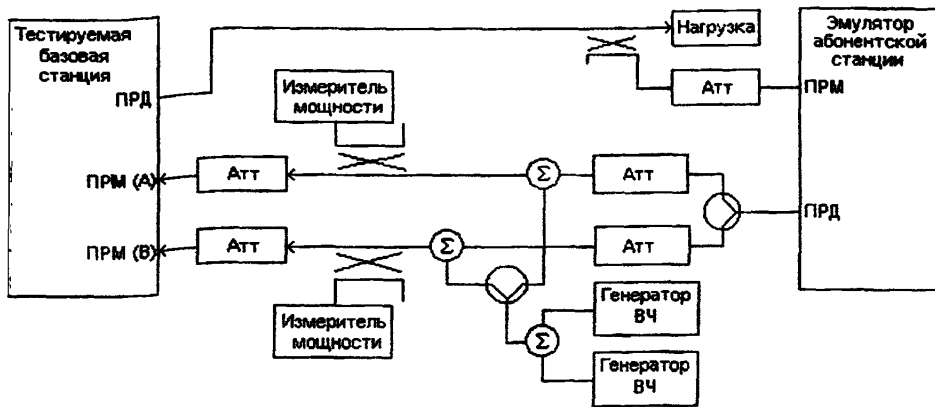 Тестируемая
базовая
станция
ПРД
ПРМ (А)
ПРМ (В)
Измеритель
мощности
Атт
Атт
Измеритель
мощности
Σ
Σ
Σ
Атт
Атт
Генератор
ВЧ
Генератор
ВЧ
Нагрузка
Атт
Эмулятор
абонентской
станции
ПРМ
ПРД